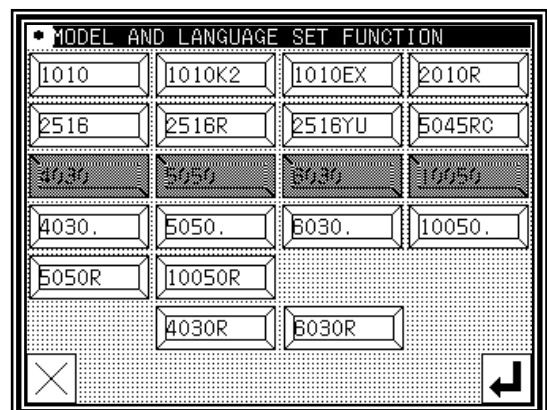 MODEL AND LANGUAGE SET FUNCTION
1010 1010K2 1010EX 2010R
2516 2516R 2516YU 5045RC
4030 5050 6030 10050
4030. 5050. 6030. 10050.
5050R 10050R
4030R 6030R